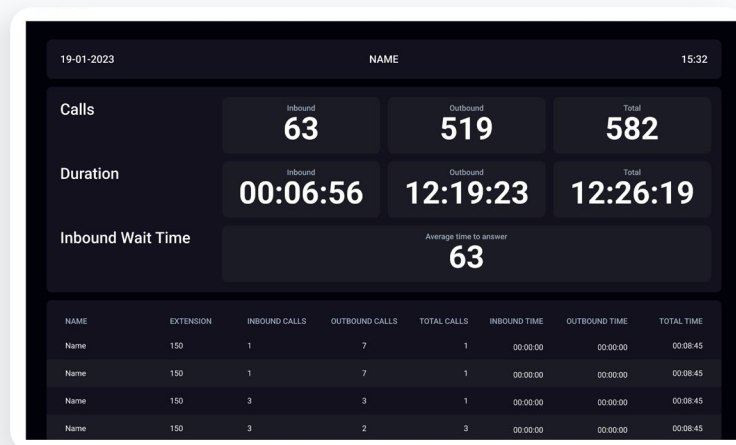 19-01-2023 NAME 15:32
Calls
Inbound Outbound Total
63 519 582
Duration
Inbound Outbound Total
00:06:56 12:19:23 12:26:19
Inbound Wait Time
Average time to answer
63
NAME EXTENSION INBOUND CALLS OUTBOUND CALLS TOTAL CALLS INBOUND TIME OUTBOUND TIME TOTAL TIME
Name 150 1 7 1 00:00:00 00:00:00 00:08:45
Name 150 1 7 1 00:00:00 00:00:00 00:08:45
Name 150 3 3 1 00:00:00 00:00:00 00:08:45
Name 150 3 2 3 00:00:00 00:00:00 00:08:45